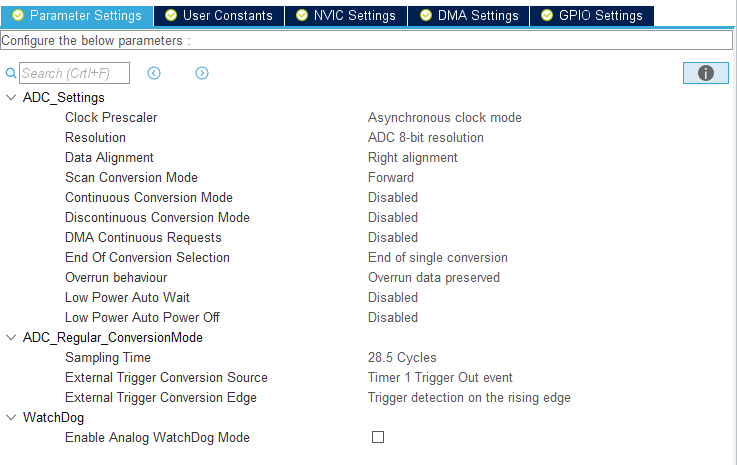 Parameter Settings User Constants NVIC Settings DMA Settings GPIO Settings
Configure the below parameters :
Search (CrtI+F)
ADC_Settings
Clock Prescaler Asynchronous clock mode
Resolution ADC 8-bit resolution
Data Alignment Right alignment
Scan Conversion Mode Forward
Continuous Conversion Mode Disabled
Discontinuous Conversion Mode Disabled
DMA Continuous Requests Disabled
End Of Conversion Selection End of single conversion
Overrun behaviour Overrun data preserved
Low Power Auto Wait Disabled
Low Power Auto Power Off Disabled
ADC_Regular_ConversionMode
Sampling Time 28.5 Cycles
External Trigger Conversion Source Timer 1 Trigger Out event
External Trigger Conversion Edge Trigger detection on the rising edge
WatchDog
Enable Analog WatchDog Mode